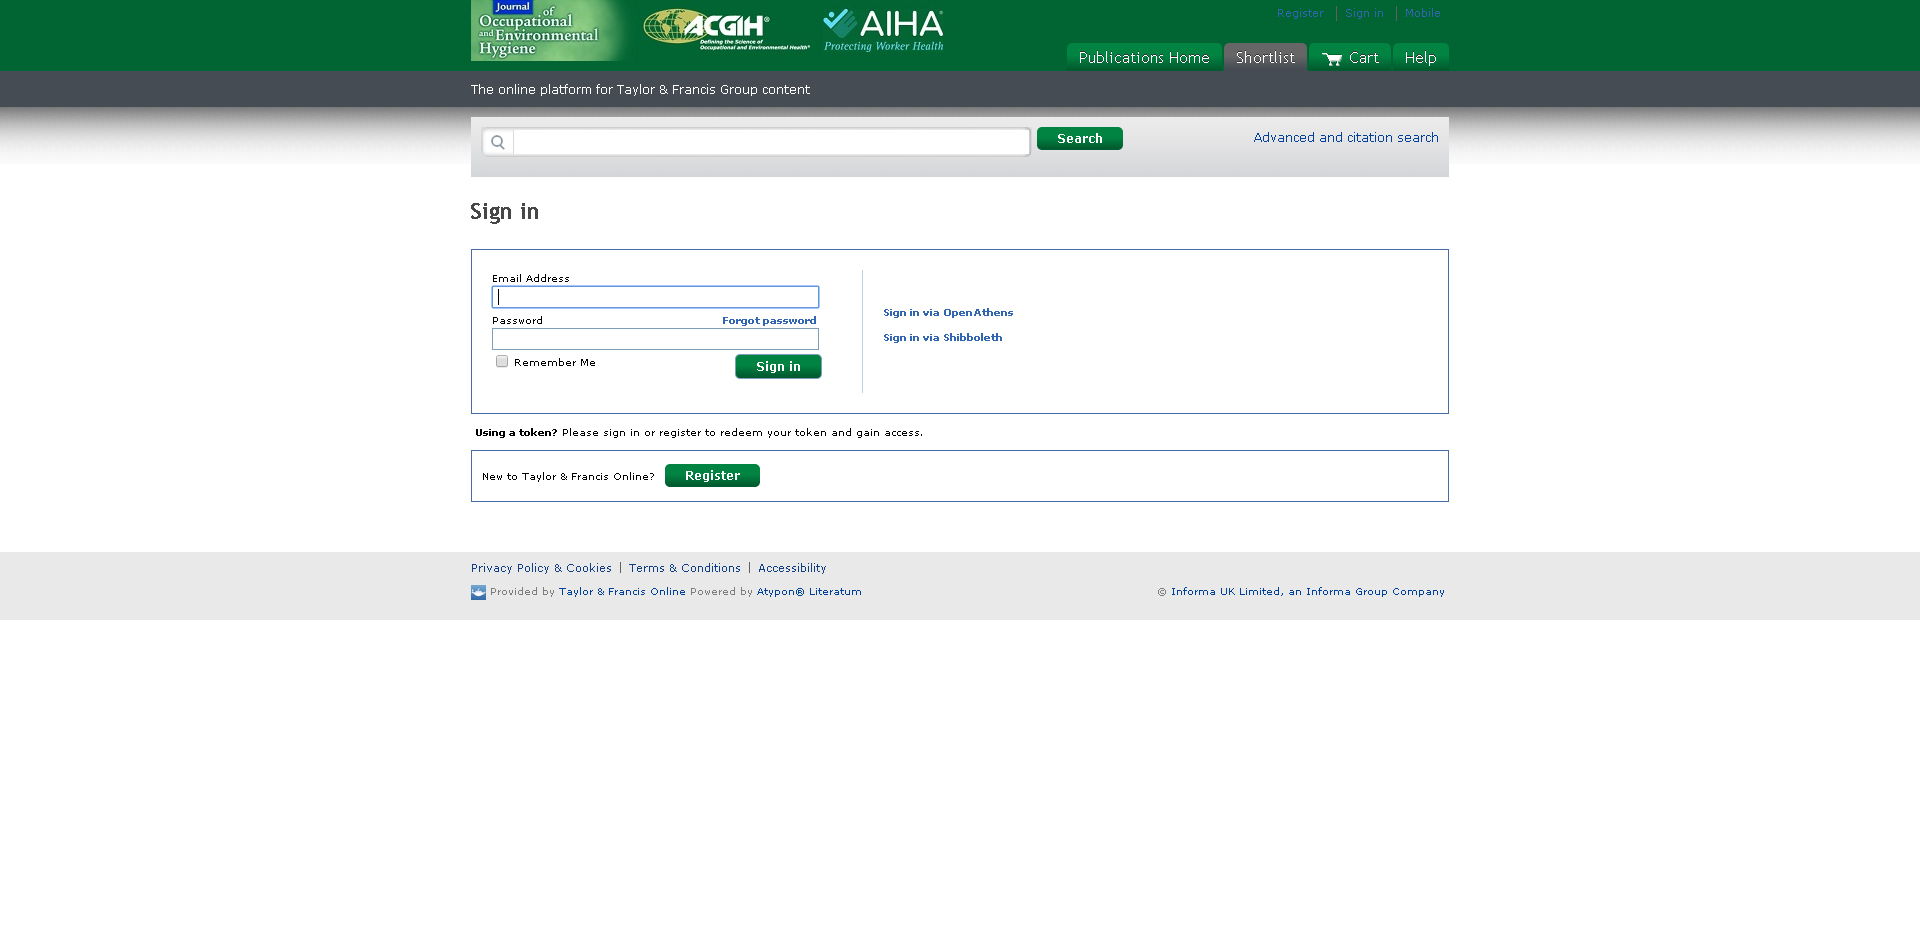 Journal of
Occupational
and Environmental
Hygiene
ACGIH®
Defining the Science of
Occupational and Environmental Health®
AIHA®
Protecting Worker Health
Register
Sign in
Mobile
Publications Home
Shortlist
Cart
Help
The online platform for Taylor & Francis Group content
Search
Advanced and citation search
Sign in
Email Address
Password
Forgot password
Remember Me
Sign in
Sign in via OpenAthens
Sign in via Shibboleth
Using a token? Please sign in or register to redeem your token and gain access.
New to Taylor & Francis Online?
Register
Privacy Policy & Cookies | Terms & Conditions | Accessibility
Provided by Taylor & Francis Online Powered by Atypon® Literatum
© Informa UK Limited, an Informa Group Company